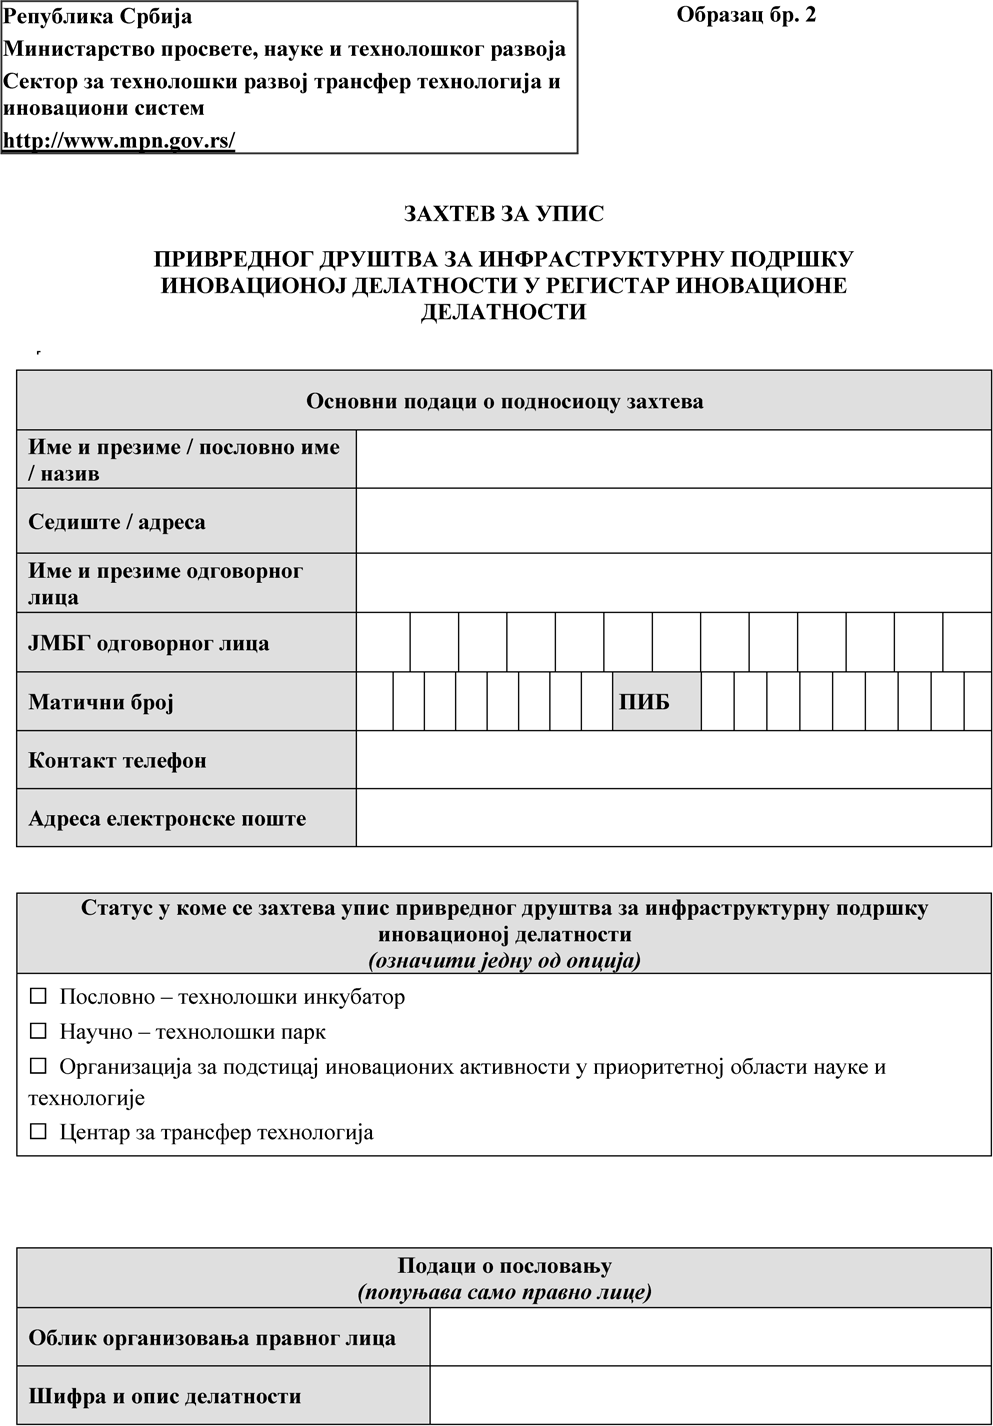 Република Србија
Министарство просвете, науке и технолошког развоја
Сектор за технолошки развој трансфер технологија и
иновациони систем
http://www.mpn.gov.rs/
Образац бр. 2
ЗАХТЕВ ЗА УПИС
ПРИВРЕДНОГ ДРУШТВА ЗА ИНФРАСТРУКТУРНУ ПОДРШКУ
ИНОВАЦИОНОЈ ДЕЛАТНОСТИ У РЕГИСТАР ИНОВАЦИОНЕ
ДЕЛАТНОСТИ
Основни подаци о подносиоцу захтева
Име и презиме / пословно име
/ назив
Седиште / адреса
Име и презиме одговорног
лица
ЈМБГ одговорног лица
Матични број
ПИБ
Контакт телефон
Адреса електронске поште
Статус у коме се захтева упис привредног друштва за инфраструктурну подршку
иновационој делатности
(означити једну од опција)
☐ Пословно – технолошки инкубатор
☐ Научно – технолошки парк
☐ Организација за подстицај иновационих активности у приоритетној области науке и
технологије
☐ Центар за трансфер технологија
Подаци о пословању
(попуњава само правно лице)
Облик организовања правног лица
Шифра и опис делатности